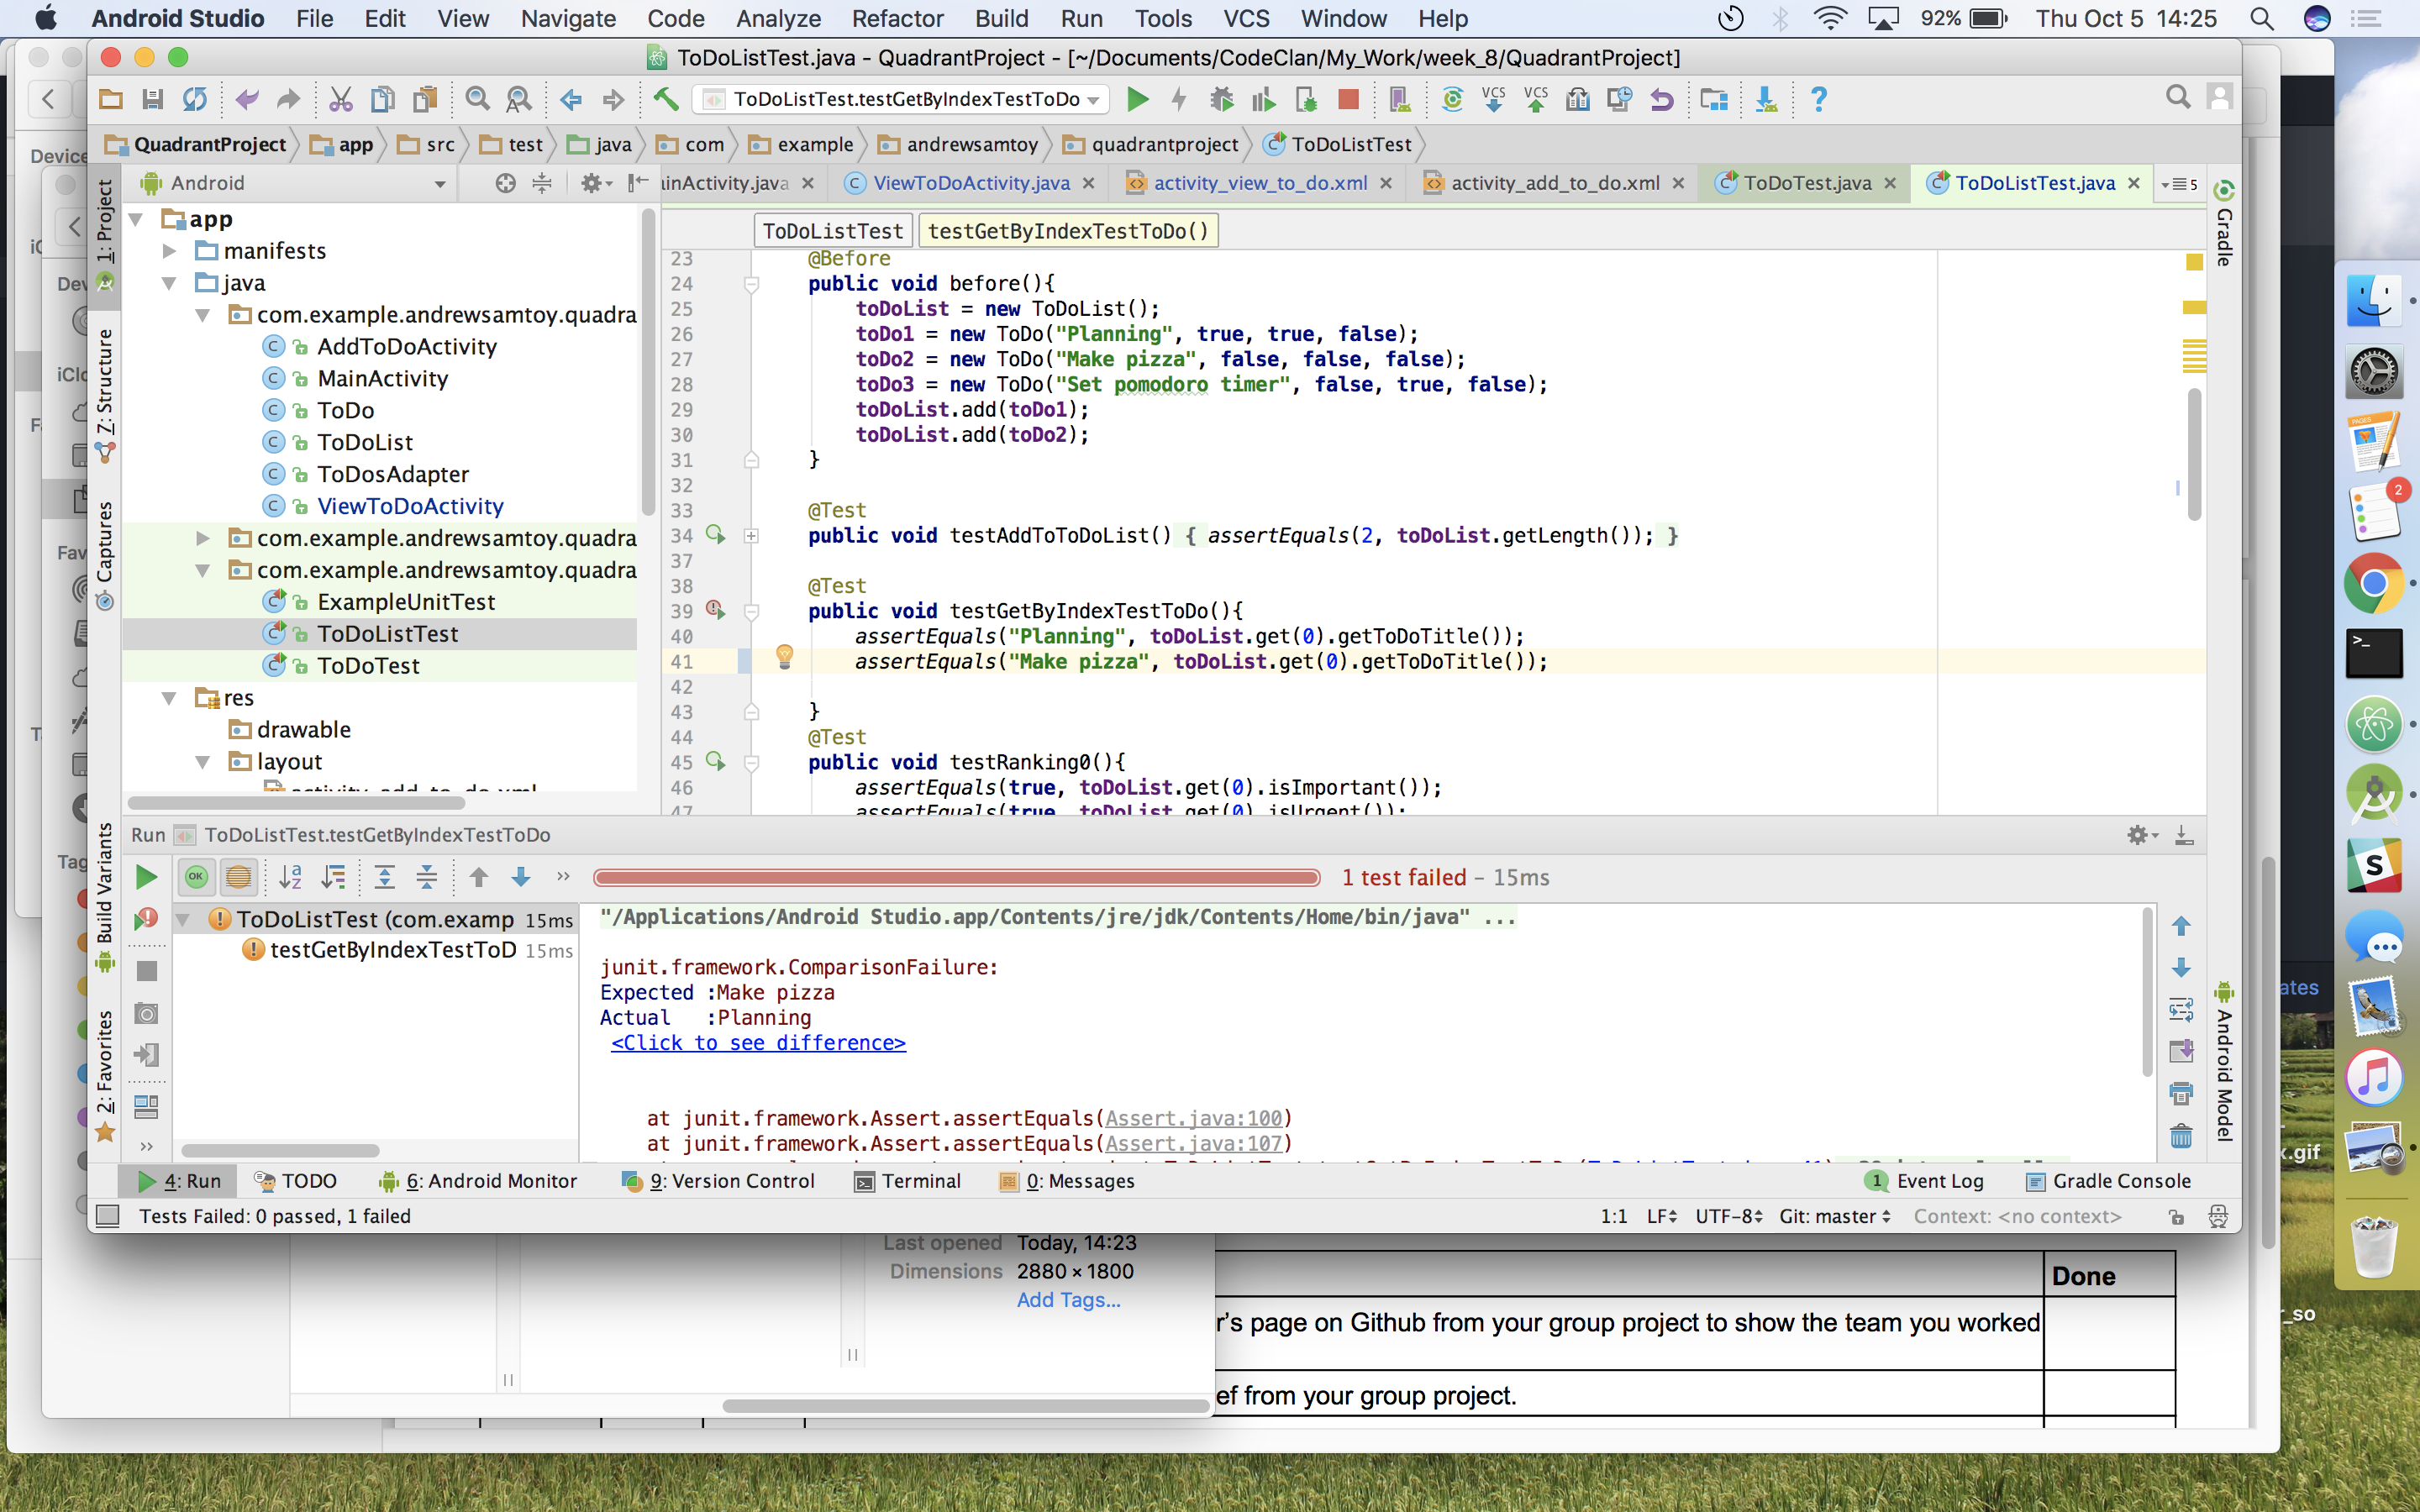 Android Studio File Edit View Navigate Code Analyze Refactor Build Run Tools VCS Window Help 92% Thu Oct 5 14:25
ToDoListTest.java - QuadrantProject - [~/Documents/CodeClan/My_Work/week_8/QuadrantProject]
ToDoListTest.testGetByIndexTestToDo VCS VCS ?
QuadrantProject app src test java com example andrewsamtoy quadrantproject ToDoListTest
Android
ViewToDoActivity.java activity_view_to_do.xml activity_add_to_do.xml ToDoTest.java ToDoListTest.java 5
1: Project
7: Structure
Captures
Build Variants
2: Favorites
app
manifests
java
com.example.andrewsamtoy.quadra
AddToDoActivity
MainActivity
ToDo
ToDoList
ToDosAdapter
ViewToDoActivity
com.example.andrewsamtoy.quadra
com.example.andrewsamtoy.quadra
ExampleUnitTest
ToDoListTest
ToDoTest
res
drawable
layout
activity_add_to_do.xml
ToDoListTest testGetByIndexTestToDo()
23 @Before
24 public void before(){
25 toDoList = new ToDoList();
26 toDo1 = new ToDo("Planning", true, true, false);
27 toDo2 = new ToDo("Make pizza", false, false, false);
28 toDo3 = new ToDo("Set pomodoro timer", false, true, false);
29 toDoList.add(toDo1);
30 toDoList.add(toDo2);
31 }
32
33 @Test
34 public void testAddToToDoList() { assertEquals(2, toDoList.getLength()); }
37
38 @Test
39 public void testGetByIndexTestToDo(){
40 assertEquals("Planning", toDoList.get(0).getToDoTitle());
41 assertEquals("Make pizza", toDoList.get(0).getToDoTitle());
42
43 }
44 @Test
45 public void testRanking0(){
46 assertEquals(true, toDoList.get(0).isImportant());
47 assertEquals(true, toDoList.get(0).isUrgent());
Gradle
Android Model
Run ToDoListTest.testGetByIndexTestToDo
OK 1 test failed – 15ms
ToDoListTest (com.examp 15ms
testGetByIndexTestToD 15ms
"/Applications/Android Studio.app/Contents/jre/jdk/Contents/Home/bin/java" ...
junit.framework.ComparisonFailure:
Expected :Make pizza
Actual :Planning
<Click to see difference>
at junit.framework.Assert.assertEquals(Assert.java:100)
at junit.framework.Assert.assertEquals(Assert.java:107)
4: Run TODO 6: Android Monitor 9: Version Control Terminal 0: Messages 1 Event Log Gradle Console
Tests Failed: 0 passed, 1 failed 1:1 LF UTF-8 Git: master Context: <no context>
Last opened Today, 14:23
Dimensions 2880 × 1800
Add Tags...
Done
r's page on Github from your group project to show the team you worked
ef from your group project.
Device
2
PAGES
S
ates
.gif
_so